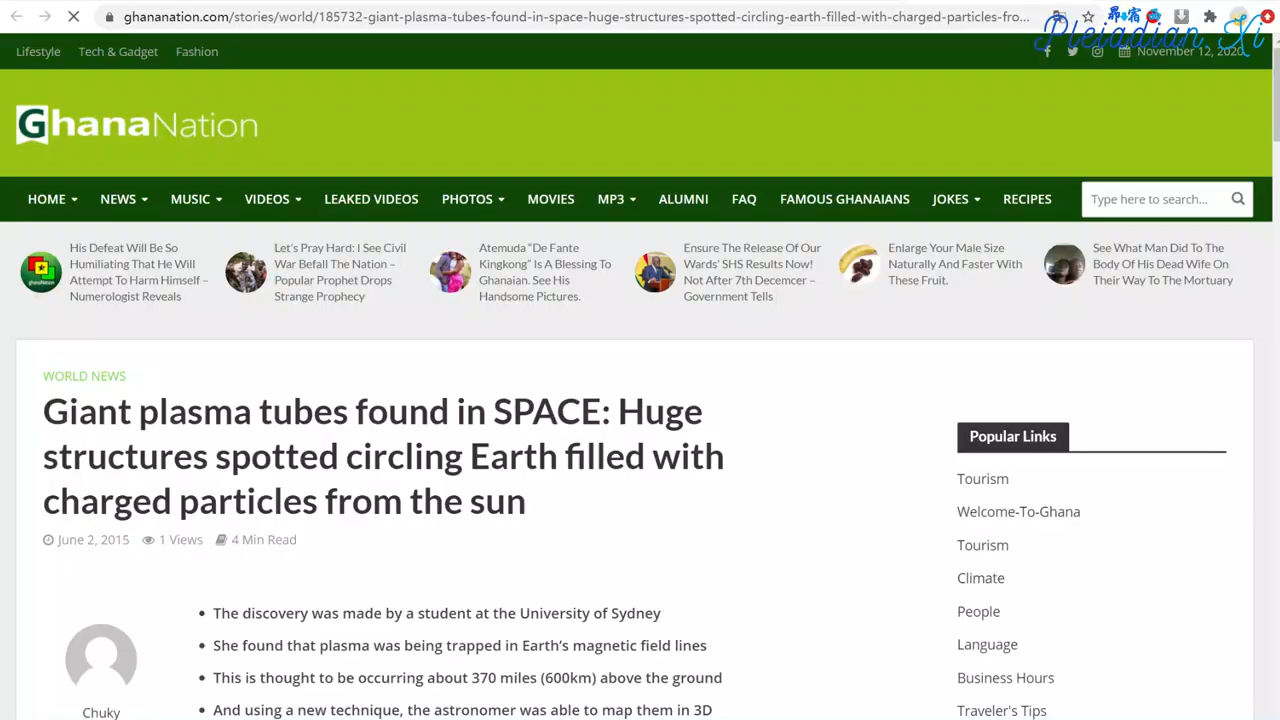 ghananation.com/stories/world/185732-giant-plasma-tubes-found-in-space-huge-structures-spotted-circling-earth-filled-with-charged-particles-fro...
昴宿
Pleiadian. Xi
Lifestyle Tech & Gadget Fashion
November 12, 2020
GhanaNation
HOME NEWS MUSIC VIDEOS LEAKED VIDEOS PHOTOS MOVIES MP3 ALUMNI FAQ FAMOUS GHANAIANS JOKES RECIPES Type here to search...
His Defeat Will Be So
Humiliating That He Will
Attempt To Harm Himself –
Numerologist Reveals
Let's Pray Hard: I See Civil
War Befall The Nation –
Popular Prophet Drops
Strange Prophecy
Atemuda “De Fante
Kingkong” Is A Blessing To
Ghanaian. See His
Handsome Pictures.
Ensure The Release Of Our
Wards’ SHS Results Now!
Not After 7th Decemcer –
Government Tells
Enlarge Your Male Size
Naturally And Faster With
These Fruit.
See What Man Did To The
Body Of His Dead Wife On
Their Way To The Mortuary
WORLD NEWS
Giant plasma tubes found in SPACE: Huge
structures spotted circling Earth filled with
charged particles from the sun
June 2, 2015 1 Views 4 Min Read
Chuky
• The discovery was made by a student at the University of Sydney
• She found that plasma was being trapped in Earth’s magnetic field lines
• This is thought to be occurring about 370 miles (600km) above the ground
• And using a new technique, the astronomer was able to map them in 3D
Popular Links
Tourism
Welcome-To-Ghana
Tourism
Climate
People
Language
Business Hours
Traveler's Tips